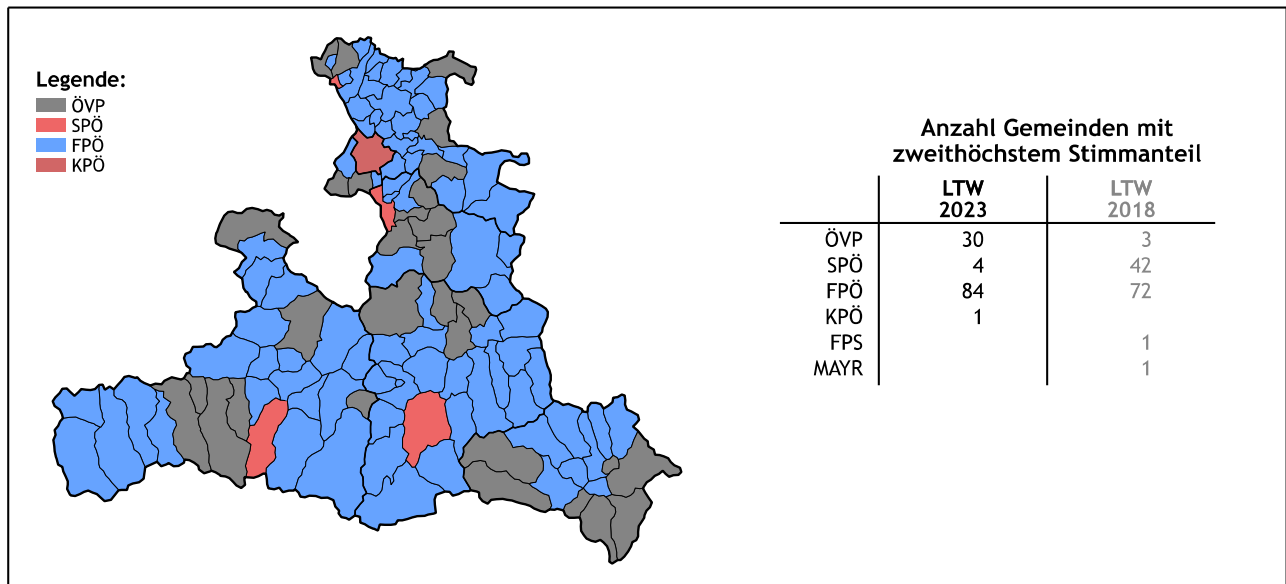 Legende:
ÖVP
SPÖ
FPÖ
KPÖ
Anzahl Gemeinden mit
zweithöchstem Stimmanteil
LTW LTW
2023 2018
ÖVP 30 3
SPÖ 4 42
FPÖ 84 72
KPÖ 1
FPS 1
MAYR 1